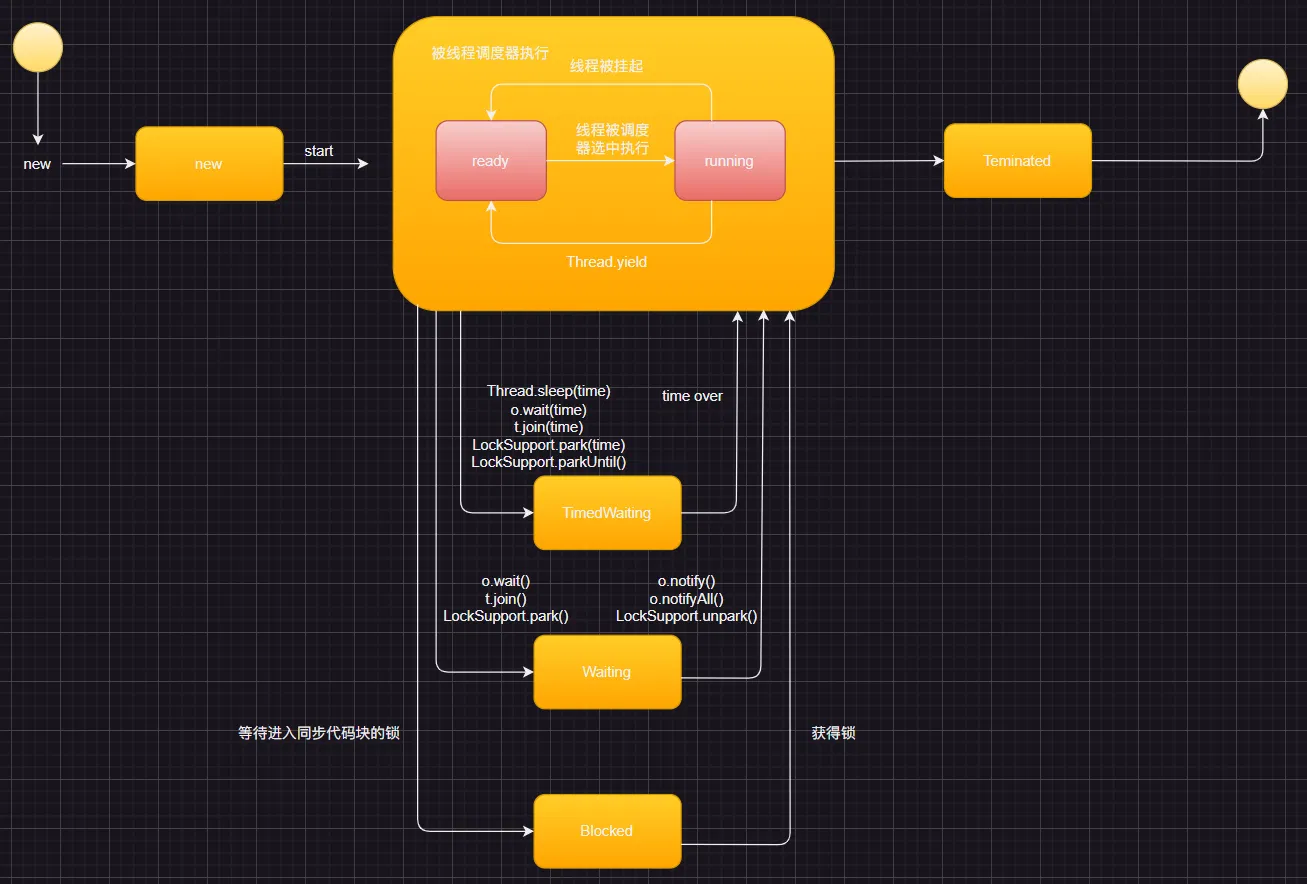 被线程调度器执行
线程被挂起
new
new
start
ready
线程被调度
器选中执行
running
Teminated
Thread.yield
Thread.sleep(time)
o.wait(time)
t.join(time)
LockSupport.park(time)
LockSupport.parkUntil()
time over
TimedWaiting
o.wait()
t.join()
LockSupport.park()
o.notify()
o.notifyAll()
LockSupport.unpark()
Waiting
等待进入同步代码块的锁
获得锁
Blocked